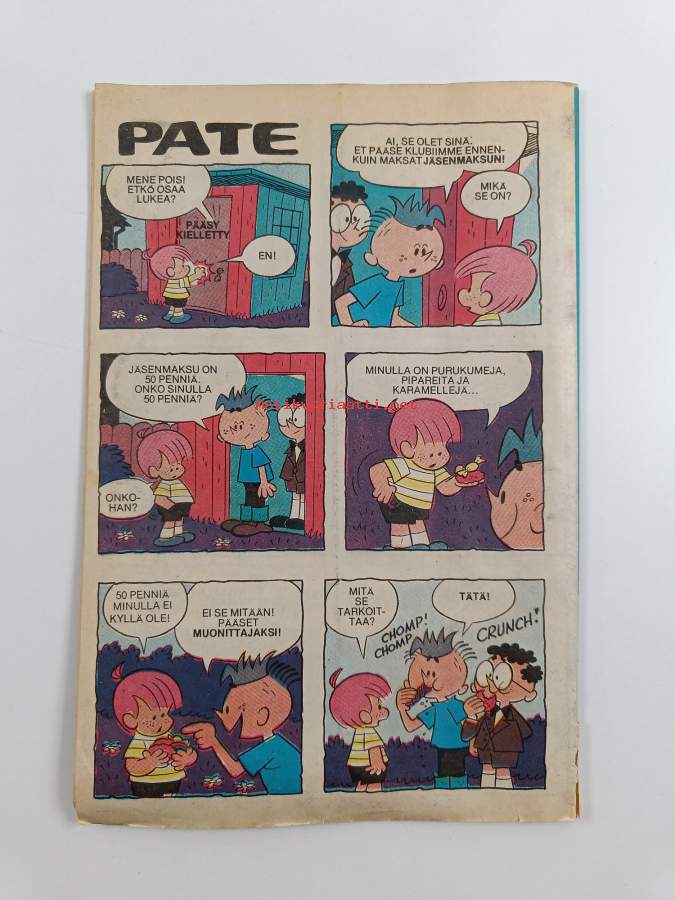 PATE
MENE POIS!
ETKÖ OSAA
LUKEA?
PÄÄSY
KIELLETTY
EN!
AI, SE OLET SINÄ.
ET PÄÄSE KLUBIIMME ENNEN-
KUIN MAKSAT JÄSENMAKSUN!
MIKÄ
SE ON?
JÄSENMAKSU ON
50 PENNIÄ.
ONKO SINULLA
50 PENNIÄ?
ONKO-
HAN?
MINULLA ON PURUKUMEJA,
PIPAREITA JA
KARAMELLEJA...
Antikvariaatti.net
50 PENNIÄ
MINULLA EI
KYLLÄ OLE!
EI SE MITÄÄN!
PÄÄSET
MUONITTAJAKSI!
MITÄ
SE
TARKOIT-
TAA?
TÄTÄ!
CHOMP!
CHOMP
CRUNCH!